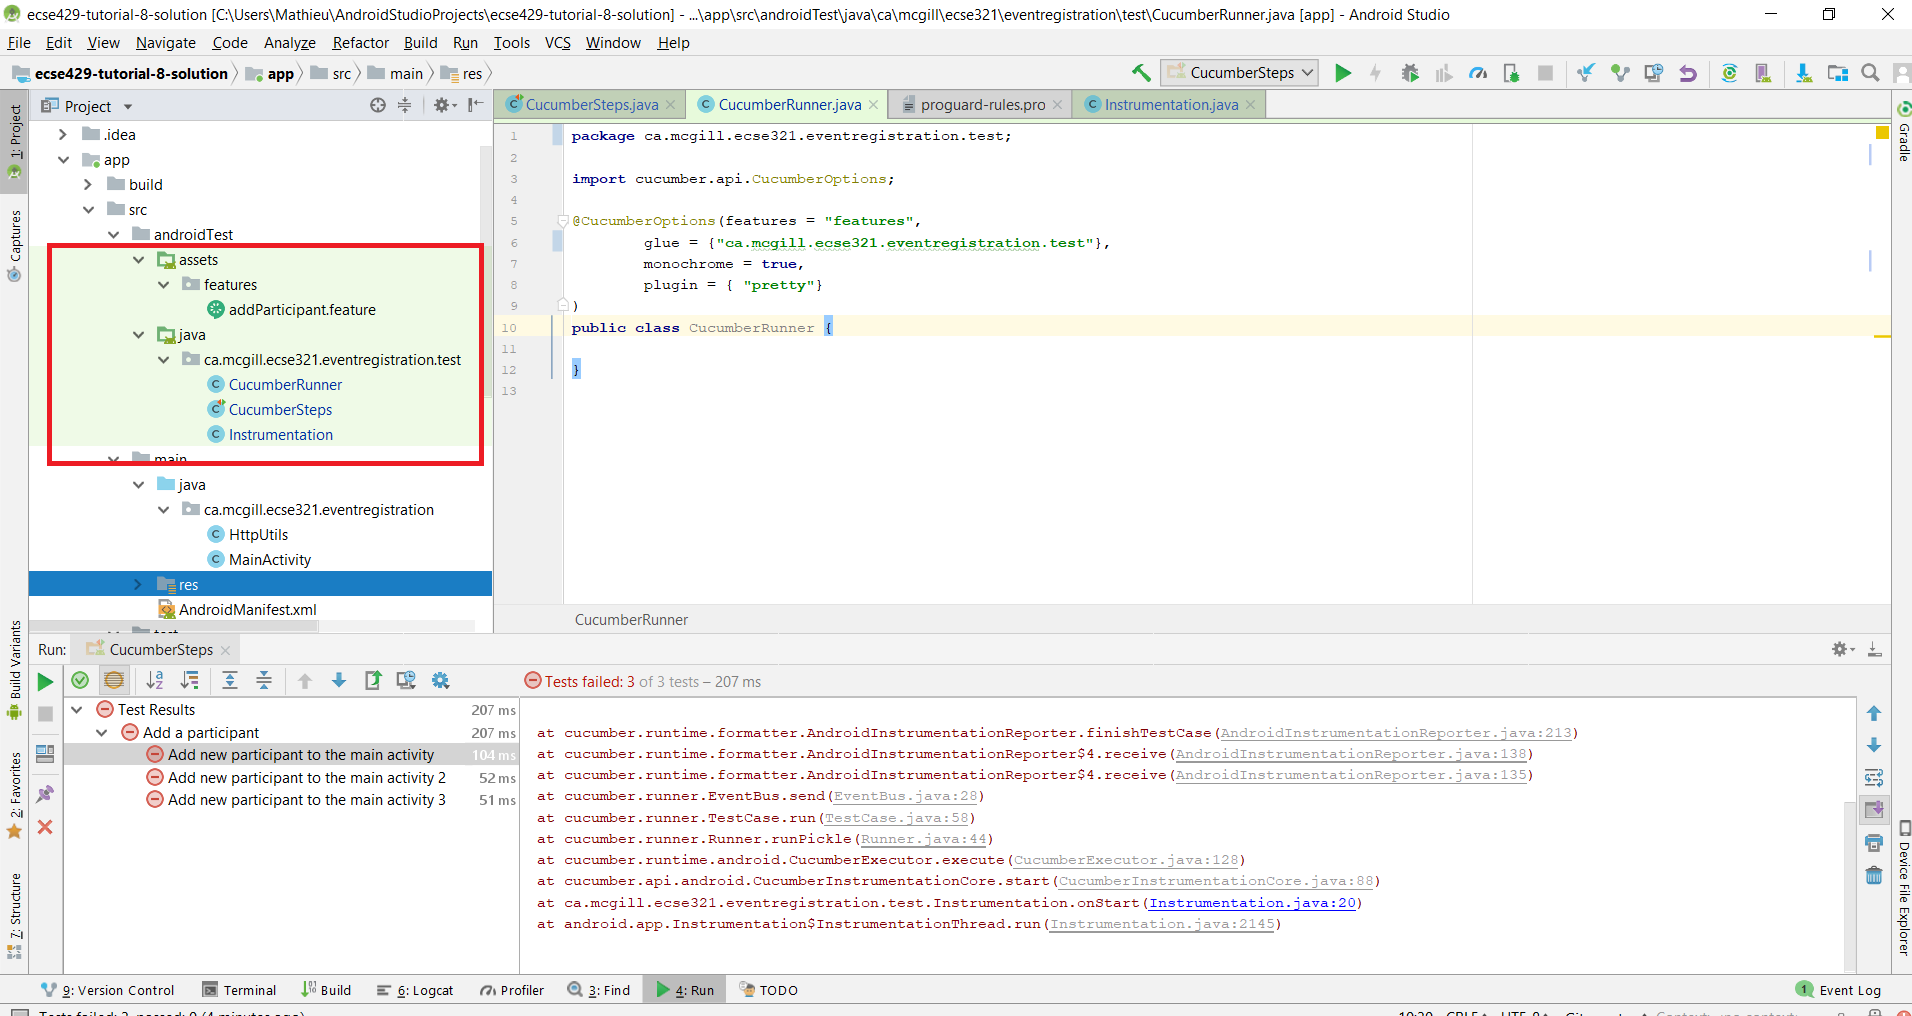 ecse429-tutorial-8-solution [C:\Users\Mathieu\AndroidStudioProjects\ecse429-tutorial-8-solution] - ...\app\src\androidTest\java\ca\mcgill\ecse321\eventregistration\test\CucumberRunner.java [app] - Android Studio
File Edit View Navigate Code Analyze Refactor Build Run Tools VCS Window Help
ecse429-tutorial-8-solution app src main res CucumberSteps
Project
CucumberSteps.java CucumberRunner.java proguard-rules.pro Instrumentation.java
1: Project
Captures
Build Variants
2: Favorites
7: Structure
.idea
app
build
src
androidTest
assets
features
addParticipant.feature
java
ca.mcgill.ecse321.eventregistration.test
CucumberRunner
CucumberSteps
Instrumentation
main
java
ca.mcgill.ecse321.eventregistration
HttpUtils
MainActivity
res
AndroidManifest.xml
test
1 package ca.mcgill.ecse321.eventregistration.test;
2
3 import cucumber.api.CucumberOptions;
4
5 @CucumberOptions(features = "features",
6 glue = {"ca.mcgill.ecse321.eventregistration.test"},
7 monochrome = true,
8 plugin = { "pretty"}
9 )
10 public class CucumberRunner {
11
12 }
13
CucumberRunner
Gradle
Device File Explorer
Run: CucumberSteps
Tests failed: 3 of 3 tests – 207 ms
Test Results 207 ms
Add a participant 207 ms
Add new participant to the main activity 104 ms
Add new participant to the main activity 2 52 ms
Add new participant to the main activity 3 51 ms
at cucumber.runtime.formatter.AndroidInstrumentationReporter.finishTestCase(AndroidInstrumentationReporter.java:213)
at cucumber.runtime.formatter.AndroidInstrumentationReporter$4.receive(AndroidInstrumentationReporter.java:138)
at cucumber.runtime.formatter.AndroidInstrumentationReporter$4.receive(AndroidInstrumentationReporter.java:135)
at cucumber.runner.EventBus.send(EventBus.java:28)
at cucumber.runner.TestCase.run(TestCase.java:58)
at cucumber.runner.Runner.runPickle(Runner.java:44)
at cucumber.runtime.android.CucumberExecutor.execute(CucumberExecutor.java:128)
at cucumber.api.android.CucumberInstrumentationCore.start(CucumberInstrumentationCore.java:88)
at ca.mcgill.ecse321.eventregistration.test.Instrumentation.onStart(Instrumentation.java:20)
at android.app.Instrumentation$InstrumentationThread.run(Instrumentation.java:2145)
9: Version Control Terminal Build 6: Logcat Profiler 3: Find 4: Run TODO 1 Event Log